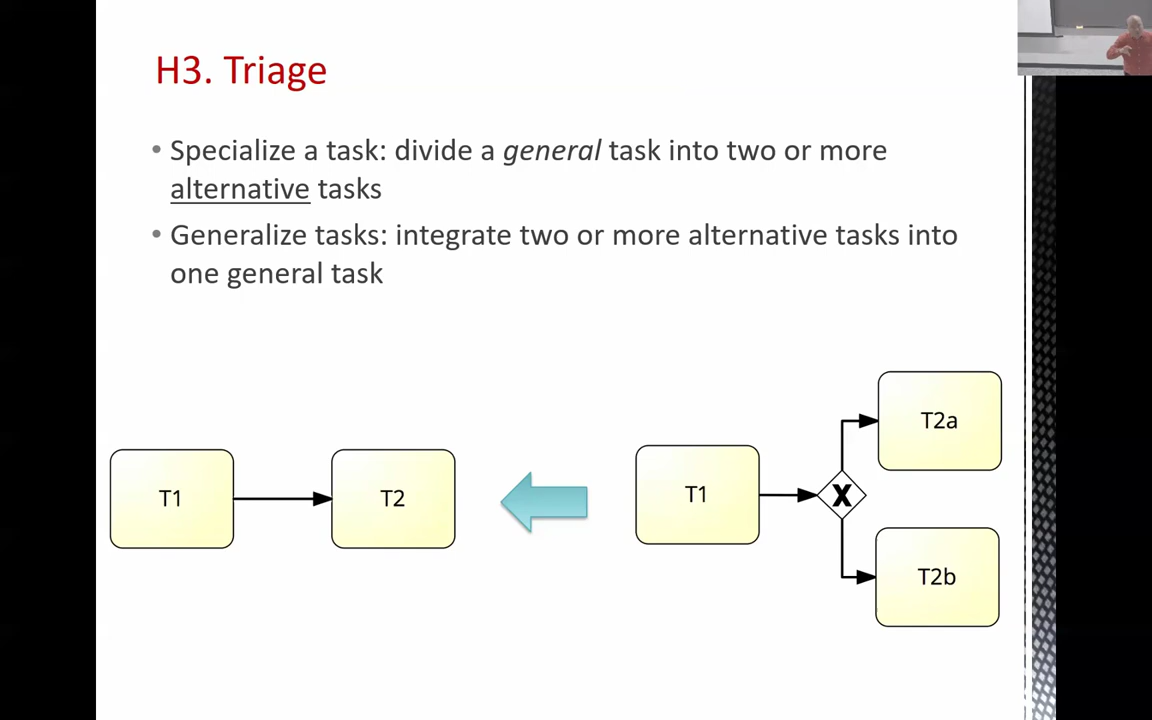 H3. Triage
• Specialize a task: divide a general task into two or more
alternative tasks
• Generalize tasks: integrate two or more alternative tasks into
one general task
T2a
T1
T2
T1
X
T2b